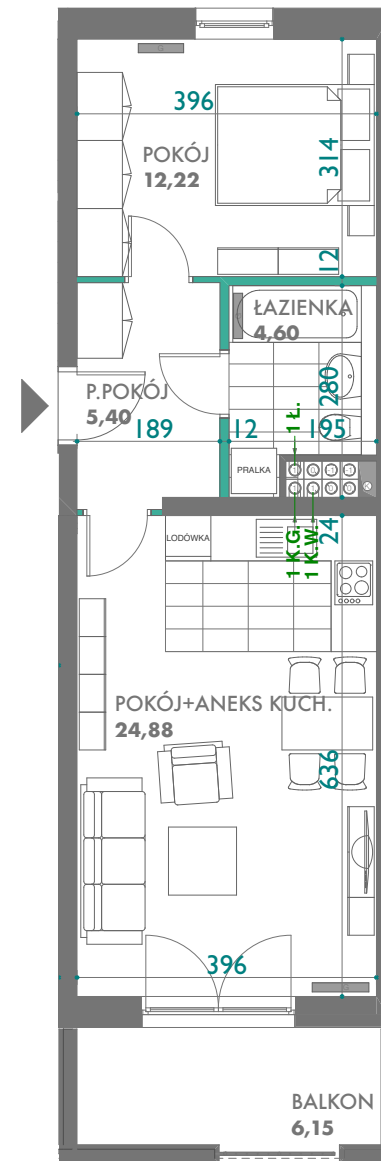 396
POKÓJ
12,22
314
12
ŁAZIENKA
4,60
P.POKÓJ
5,40
280
1 Ł.
189
12
195
PRALKA
24
LODÓWKA
1 K.G.
1 K.W.
POKÓJ+ANEKS KUCH.
24,88
636
396
BALKON
6,15